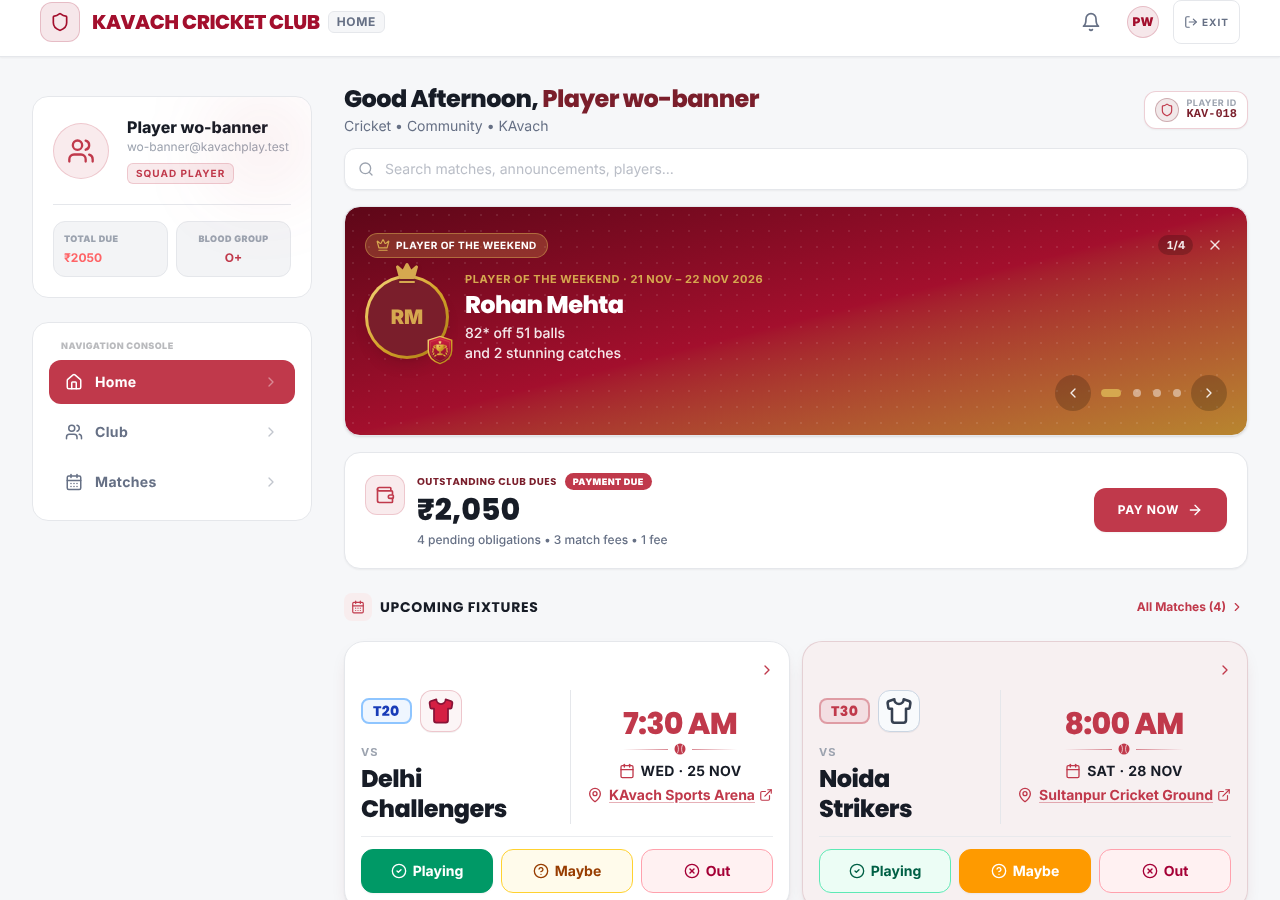 KAVACH CRICKET CLUB HOME
PW
EXIT
Player wo-banner
wo-banner@kavachplay.test
SQUAD PLAYER
TOTAL DUE
₹2050
BLOOD GROUP
O+
NAVIGATION CONSOLE
Home
Club
Matches
Good Afternoon, Player wo-banner
Cricket • Community • KAvach
PLAYER ID
KAV-018
Search matches, announcements, players...
PLAYER OF THE WEEKEND
1/4
RM
PLAYER OF THE WEEKEND · 21 NOV – 22 NOV 2026
Rohan Mehta
82* off 51 balls
and 2 stunning catches
OUTSTANDING CLUB DUES PAYMENT DUE
₹2,050
4 pending obligations • 3 match fees • 1 fee
PAY NOW
UPCOMING FIXTURES
All Matches (4)
T20
VS
Delhi
Challengers
7:30 AM
WED · 25 NOV
KAvach Sports Arena
Playing
Maybe
Out
T30
VS
Noida
Strikers
8:00 AM
SAT · 28 NOV
Sultanpur Cricket Ground
Playing
Maybe
Out